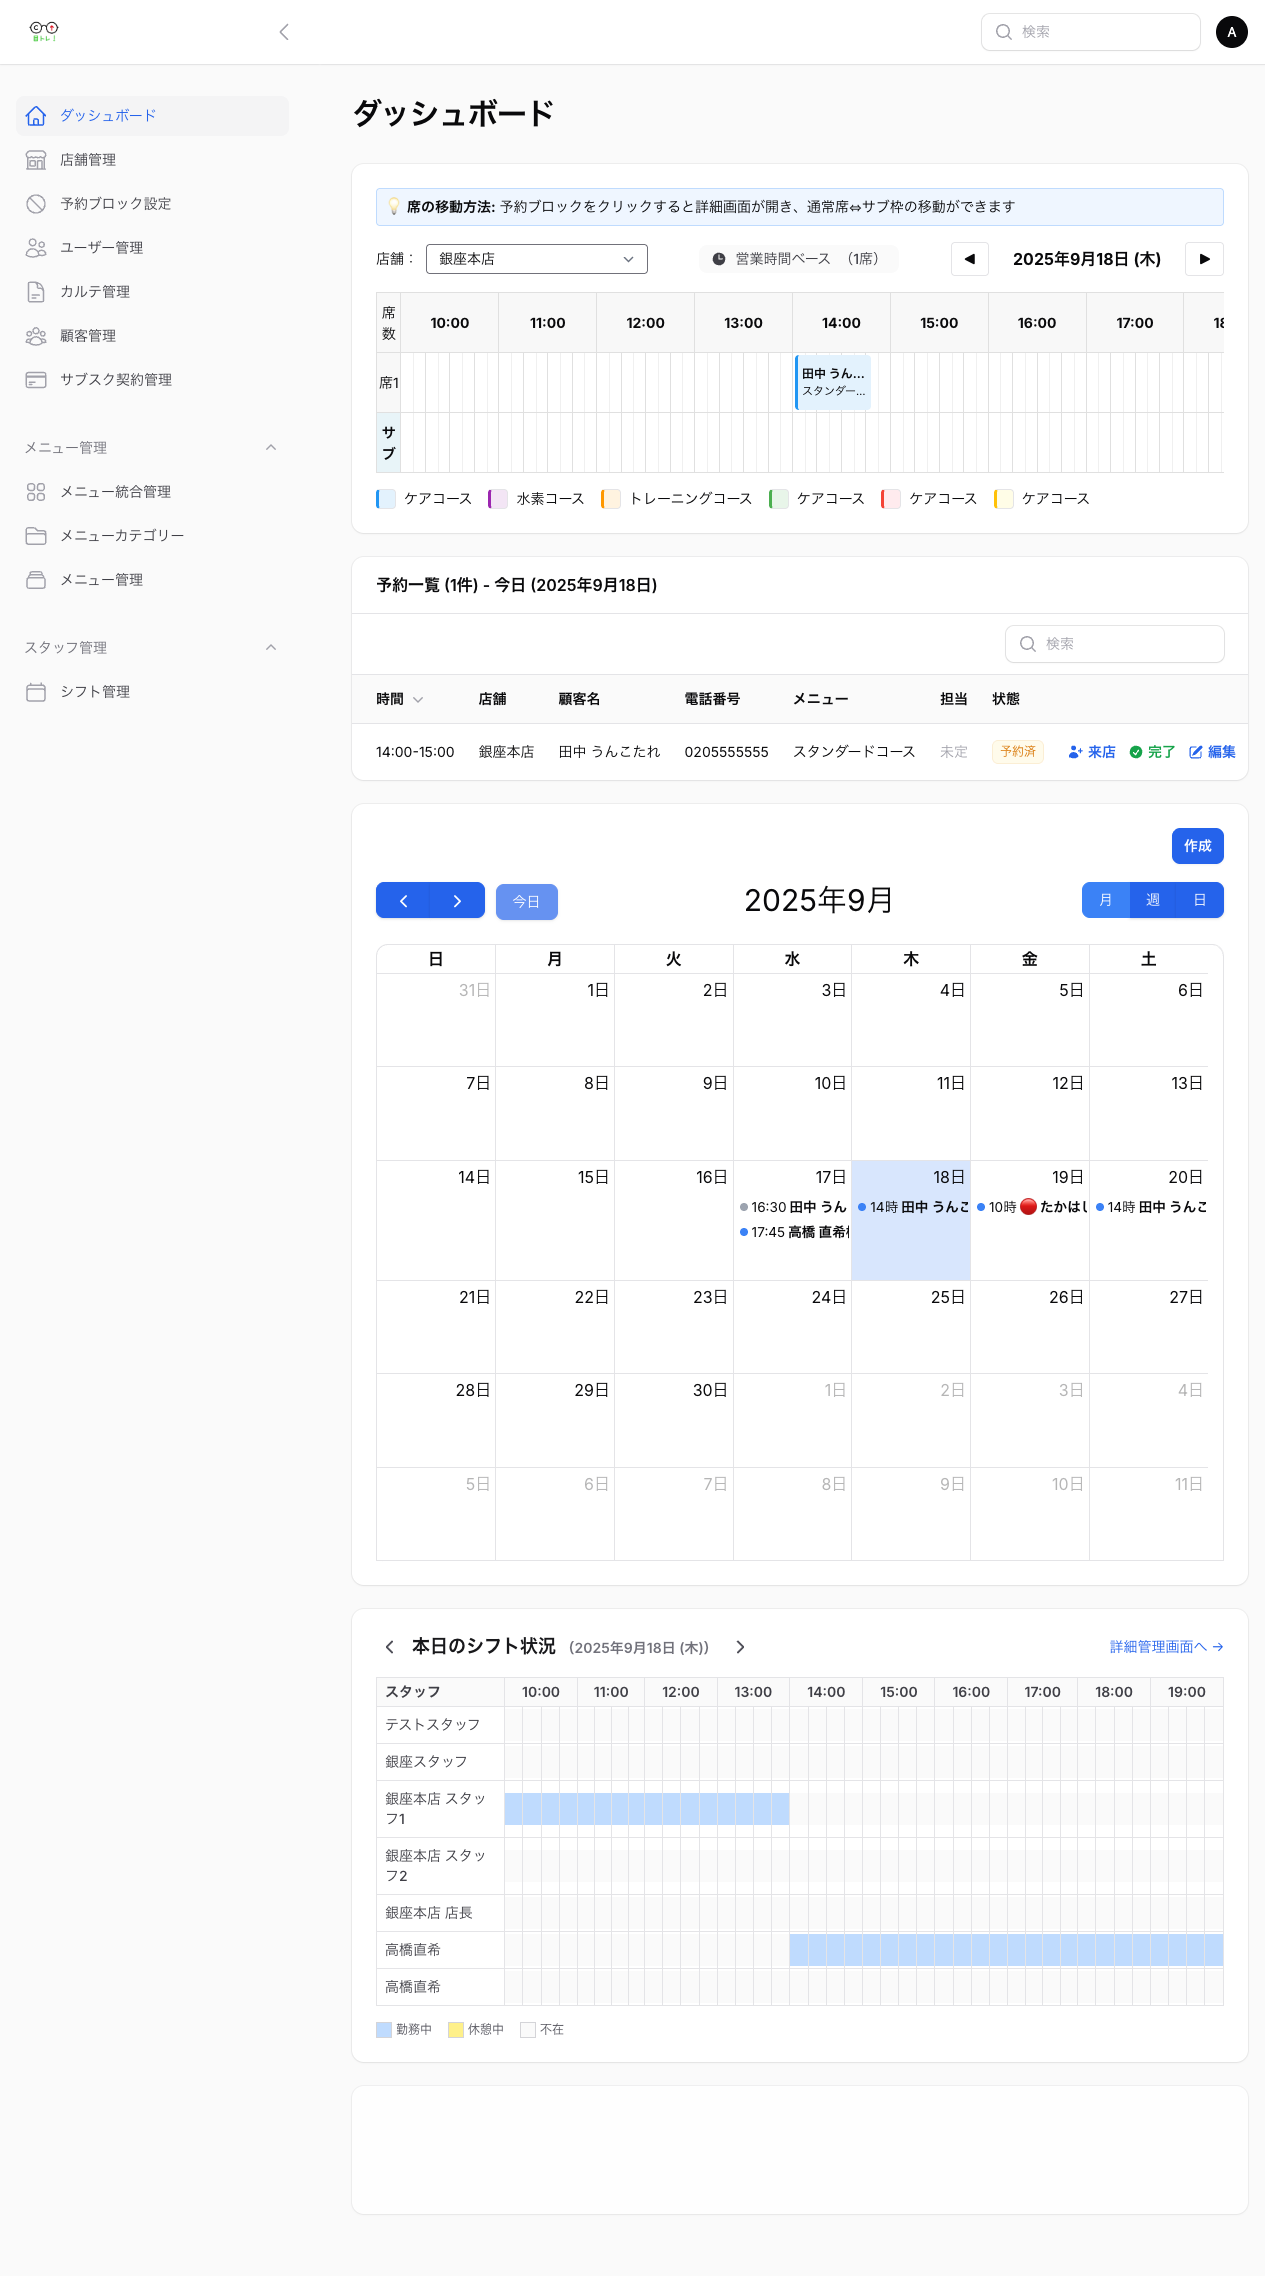 検索
A
ダッシュボード
店舗管理
予約ブロック設定
ユーザー管理
カルテ管理
顧客管理
サブスク契約管理
メニュー管理
メニュー統合管理
メニューカテゴリー
メニュー管理
スタッフ管理
シフト管理
ダッシュボード
💡 席の移動方法: 予約ブロックをクリックすると詳細画面が開き、通常席⇔サブ枠の移動ができます
店舗： 銀座本店 営業時間ベース （1席） ◀ 2025年9月18日 (木) ▶
席数 10:00 11:00 12:00 13:00 14:00 15:00 16:00 17:00 18
席1 田中 うん...
スタンダー...
サブ
ケアコース 水素コース トレーニングコース ケアコース ケアコース ケアコース
予約一覧 (1件) - 今日 (2025年9月18日)
検索
時間 店舗 顧客名 電話番号 メニュー 担当 状態
14:00-15:00 銀座本店 田中 うんこたれ 0205555555 スタンダードコース 未定 予約済 来店 完了 編集
作成
今日 2025年9月 月 週 日
日 月 火 水 木 金 土
31日 1日 2日 3日 4日 5日 6日
7日 8日 9日 10日 11日 12日 13日
14日 15日 16日 17日 18日 19日 20日
16:30 田中 うん 14時 田中 うんこ 10時 🔴 たかはし 14時 田中 うんこ
17:45 高橋 直希
21日 22日 23日 24日 25日 26日 27日
28日 29日 30日 1日 2日 3日 4日
5日 6日 7日 8日 9日 10日 11日
本日のシフト状況 （2025年9月18日 (木)） 詳細管理画面へ →
スタッフ 10:00 11:00 12:00 13:00 14:00 15:00 16:00 17:00 18:00 19:00
テストスタッフ
銀座スタッフ
銀座本店 スタッ
フ1
銀座本店 スタッ
フ2
銀座本店 店長
高橋直希
高橋直希
勤務中 休憩中 不在